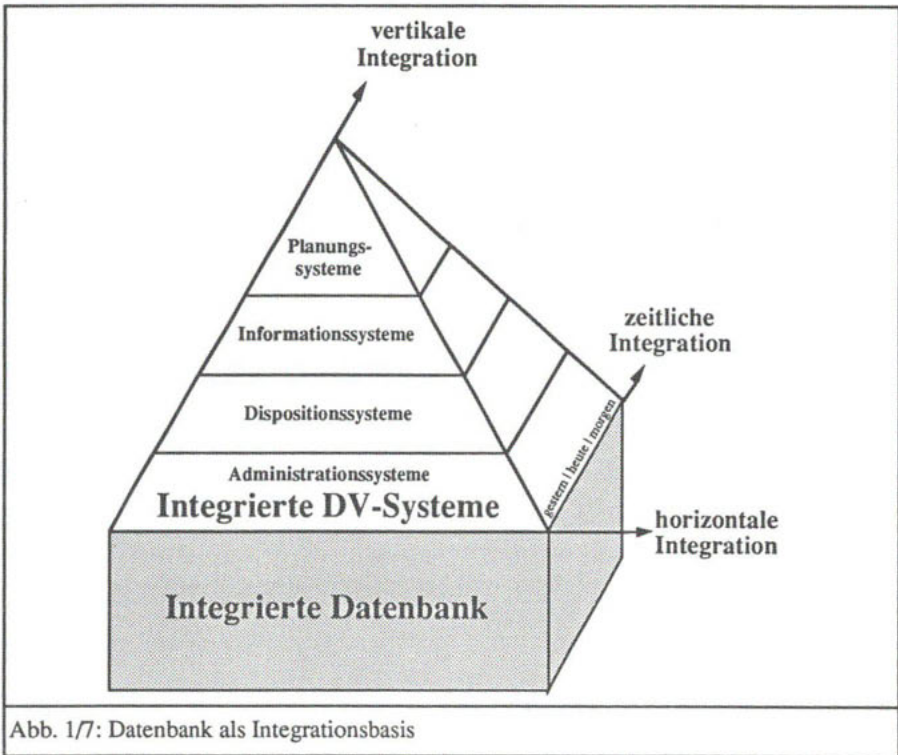 vertikale
Integration
Planungs-
systeme
Informationssysteme
zeitliche
Integration
Dispositionssysteme
gestern | heute | morgen
Administrationssysteme
Integrierte DV-Systeme
horizontale
Integration
Integrierte Datenbank
Abb. 1/7: Datenbank als Integrationsbasis